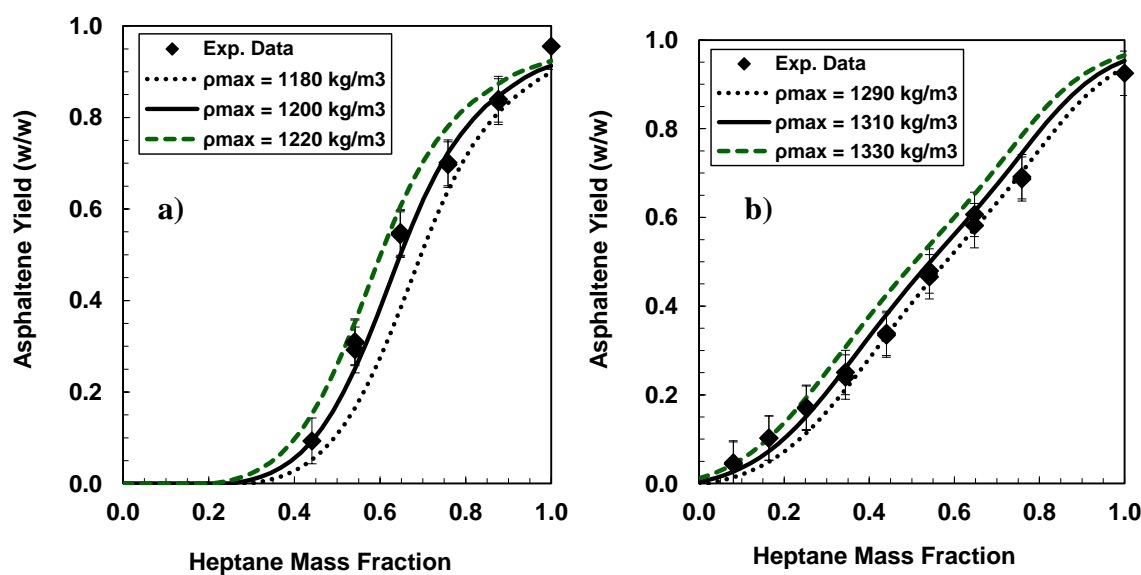 Asphaltene Yield (w/w)
1.0
0.8
0.6
0.4
0.2
0.0
Exp. Data
ρmax = 1180 kg/m3
ρmax = 1200 kg/m3
ρmax = 1220 kg/m3
a)
0.0 0.2 0.4 0.6 0.8 1.0
Heptane Mass Fraction
Asphaltene Yield (w/w)
1.0
0.8
0.6
0.4
0.2
0.0
Exp. Data
ρmax = 1290 kg/m3
ρmax = 1310 kg/m3
ρmax = 1330 kg/m3
b)
0.0 0.2 0.4 0.6 0.8 1.0
Heptane Mass Fraction